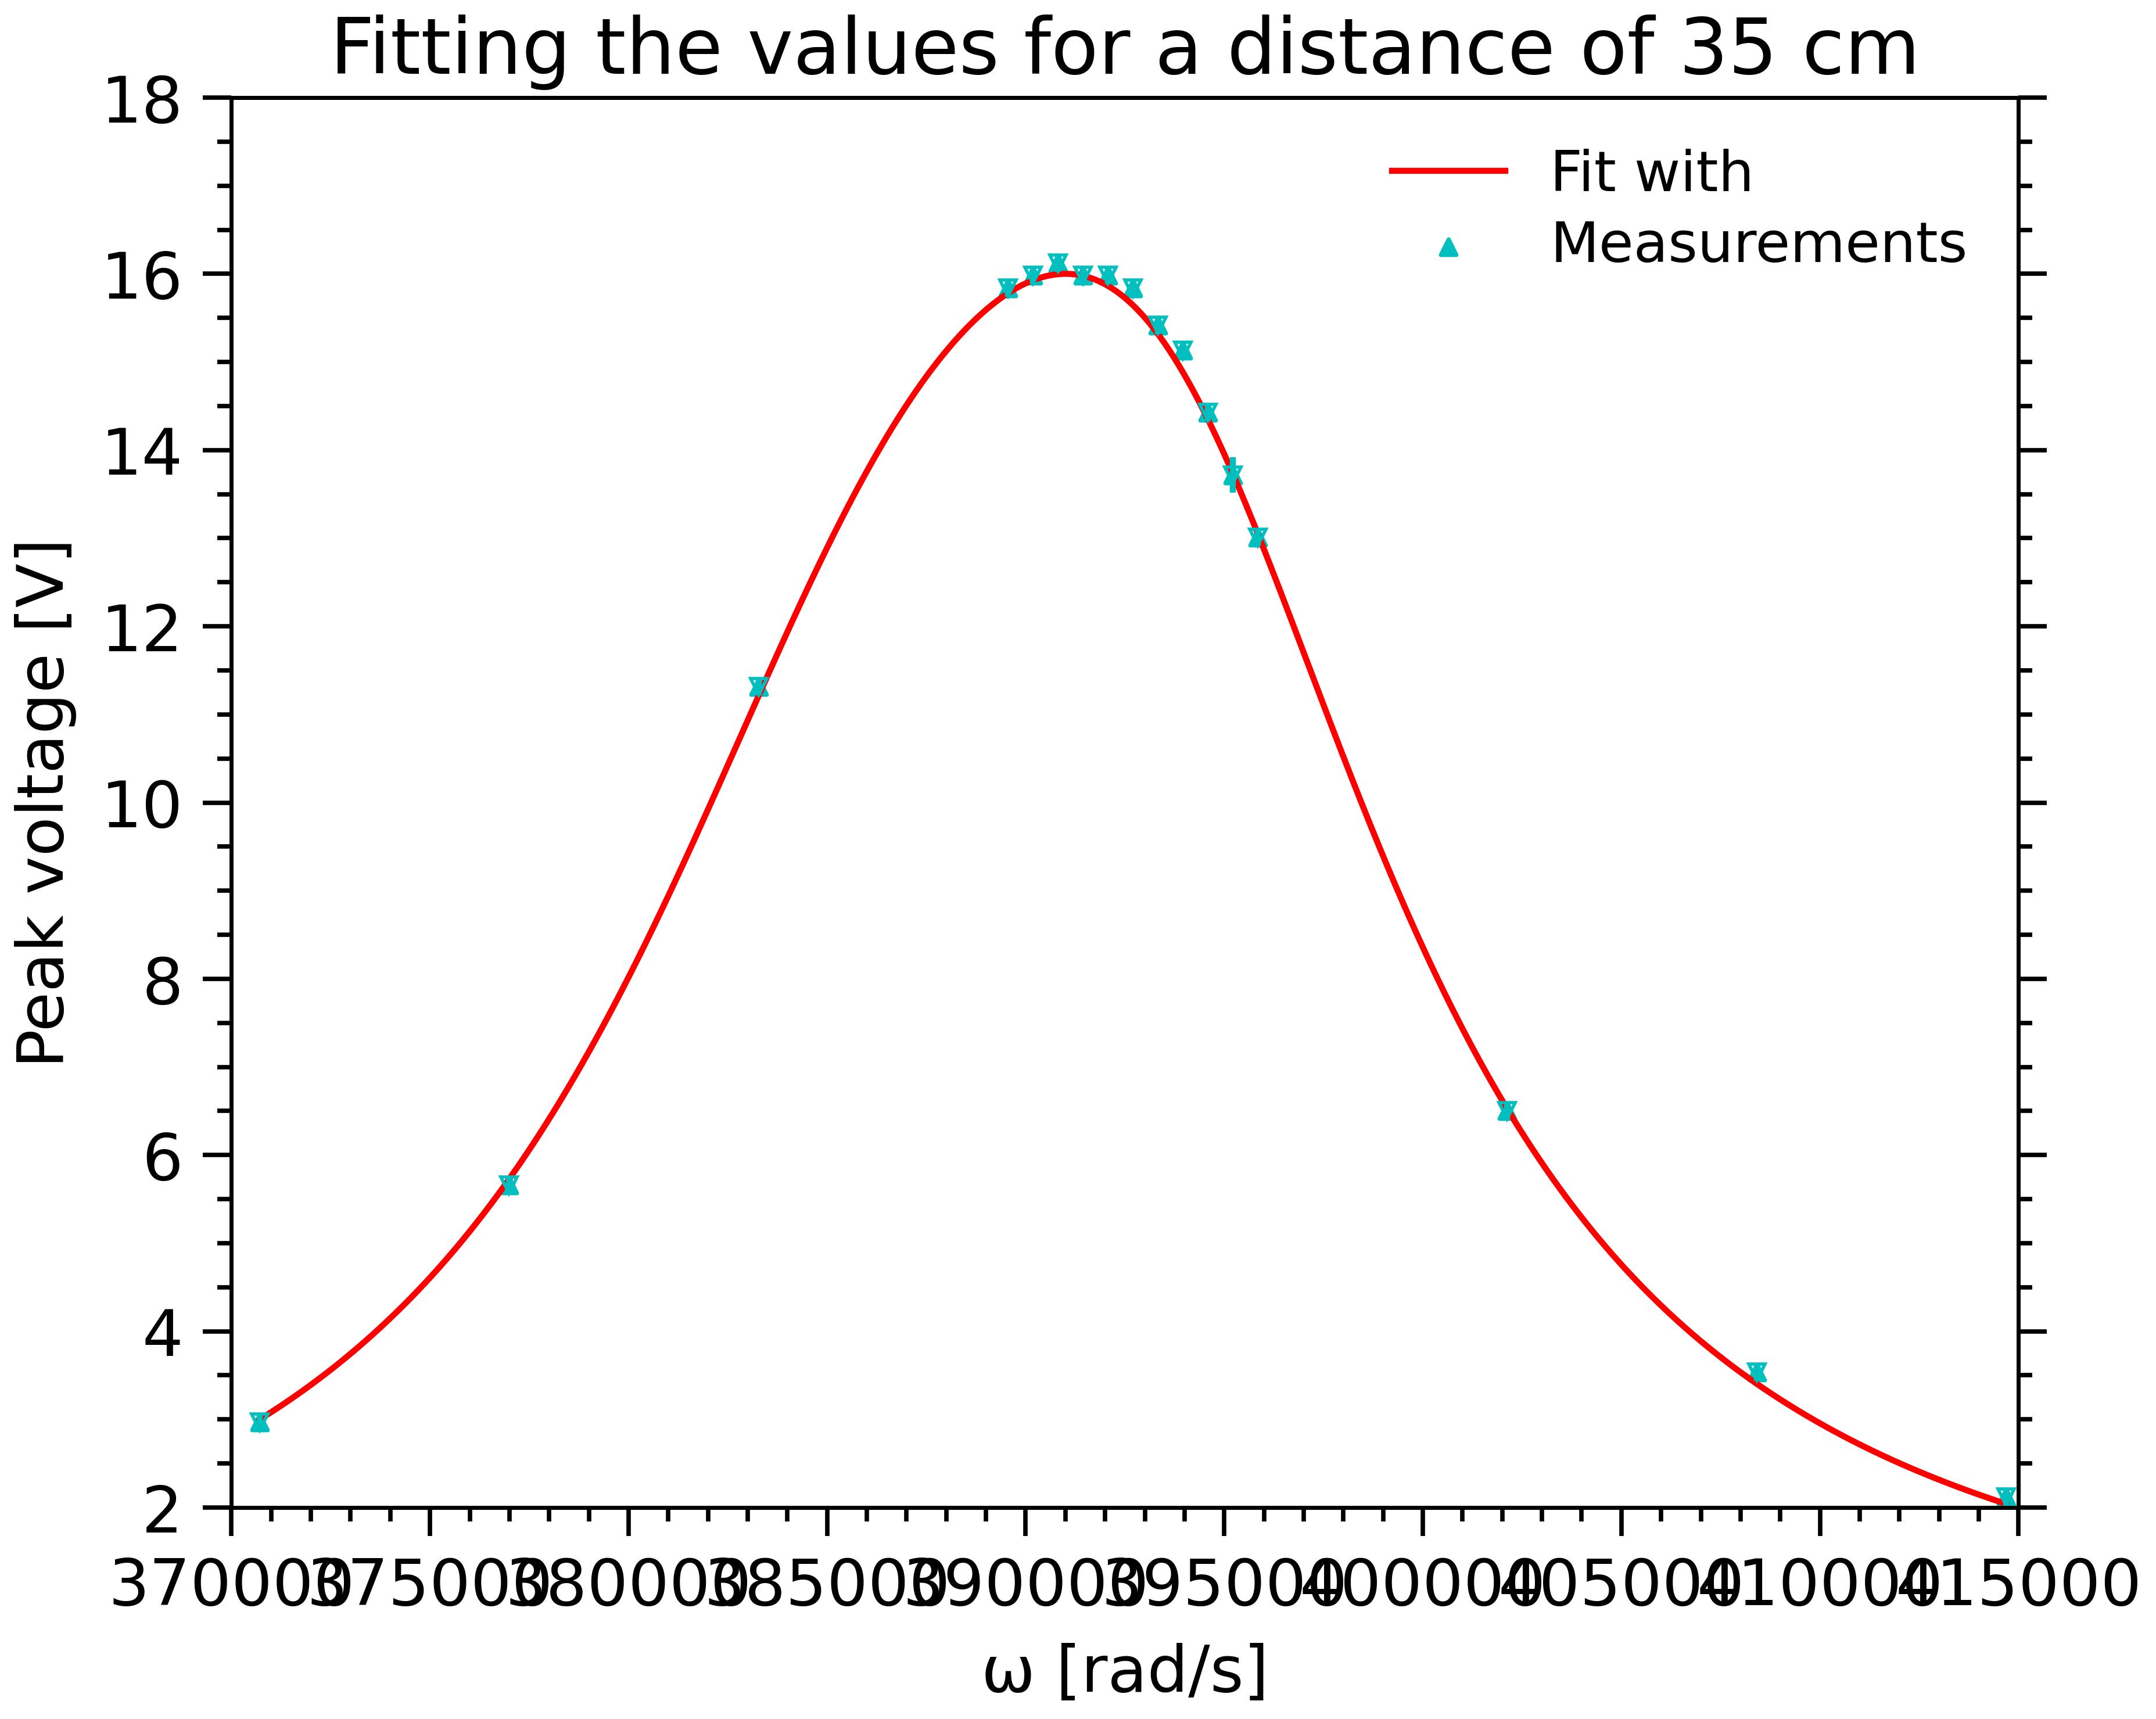 Fitting the values for a distance of 35 cm
Fit with
Measurements
18
16
14
12
10
8
6
4
2
Peak voltage [V]
370000 375000 380000 385000 390000 395000 400000 405000 410000 415000
ω [rad/s]